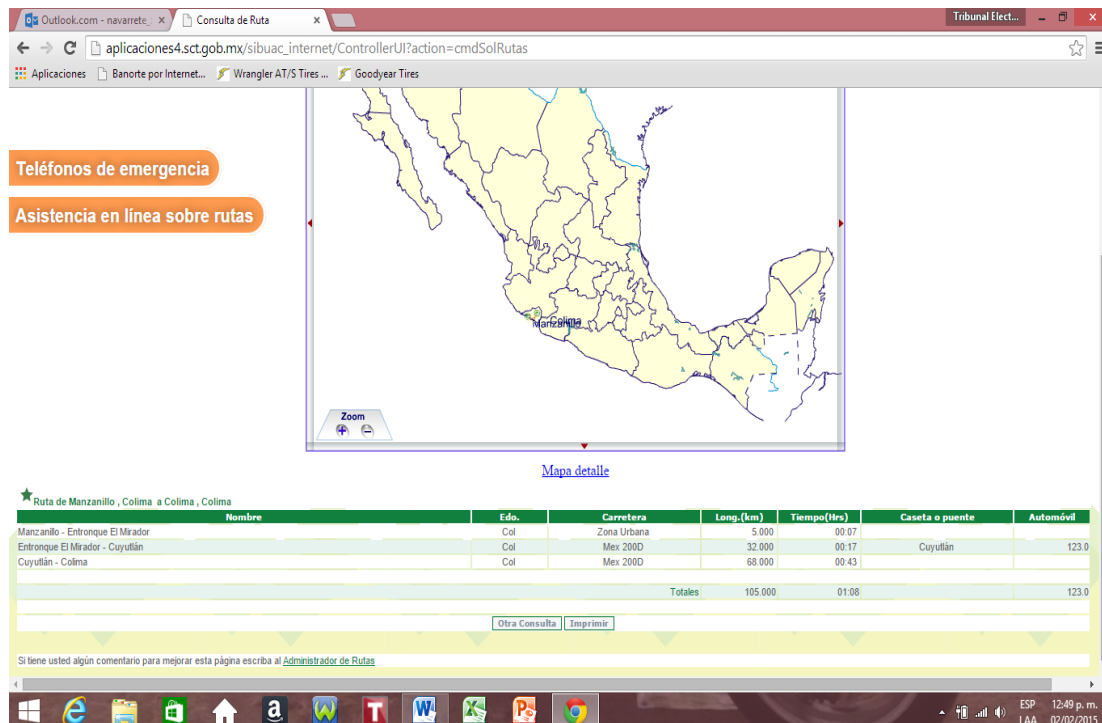 Outlook.com - navarrete_:
Consulta de Ruta
Tribunal Elect...
aplicaciones4.sct.gob.mx/sibuac_internet/ControllerUI?action=cmdSolRutas
Aplicaciones Banorte por Internet... Wrangler AT/S Tires ... Goodyear Tires
Teléfonos de emergencia
Asistencia en línea sobre rutas
Colima
Manzanillo
Zoom
Mapa detalle
Ruta de Manzanillo , Colima a Colima , Colima
Nombre Edo. Carretera Long.(km) Tiempo(Hrs) Caseta o puente Automóvil
Manzanillo - Entronque El Mirador Col Zona Urbana 5.000 00:07
Entronque El Mirador - Cuyutlán Col Mex 200D 32.000 00:17 Cuyutlán 123.0
Cuyutlán - Colima Col Mex 200D 68.000 00:43
Totales 105.000 01:08 123.0
Otra Consulta Imprimir
Si tiene usted algún comentario para mejorar esta página escriba al Administrador de Rutas
ESP 12:49 p. m.
LAA 02/02/2015